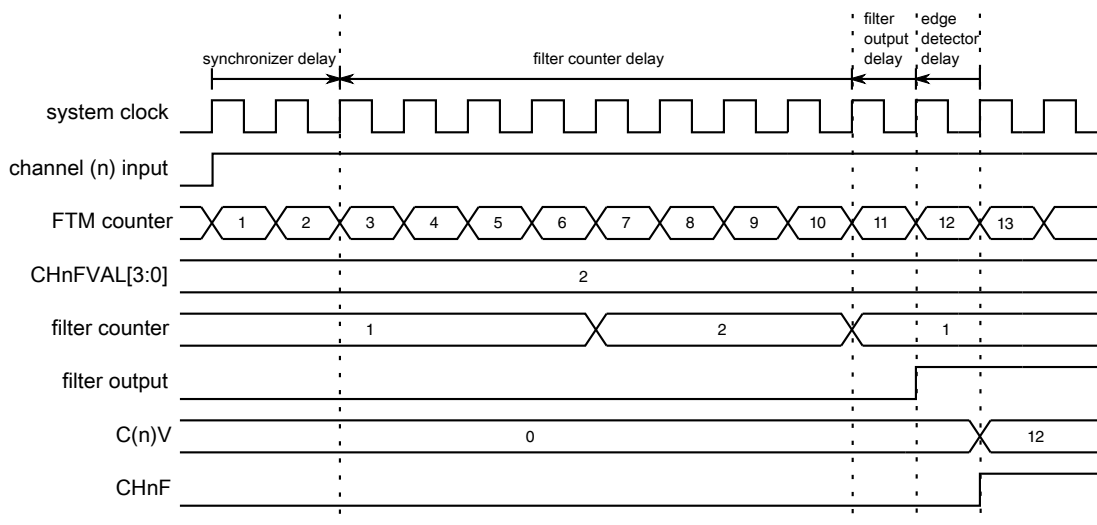 filter
output
delay
edge
detector
delay
synchronizer delay
filter counter delay
system clock
channel (n) input
FTM counter
1 2 3 4 5 6 7 8 9 10 11 12 13
CHnFVAL[3:0]
2
filter counter
1 2 1
filter output
C(n)V
0 12
CHnF